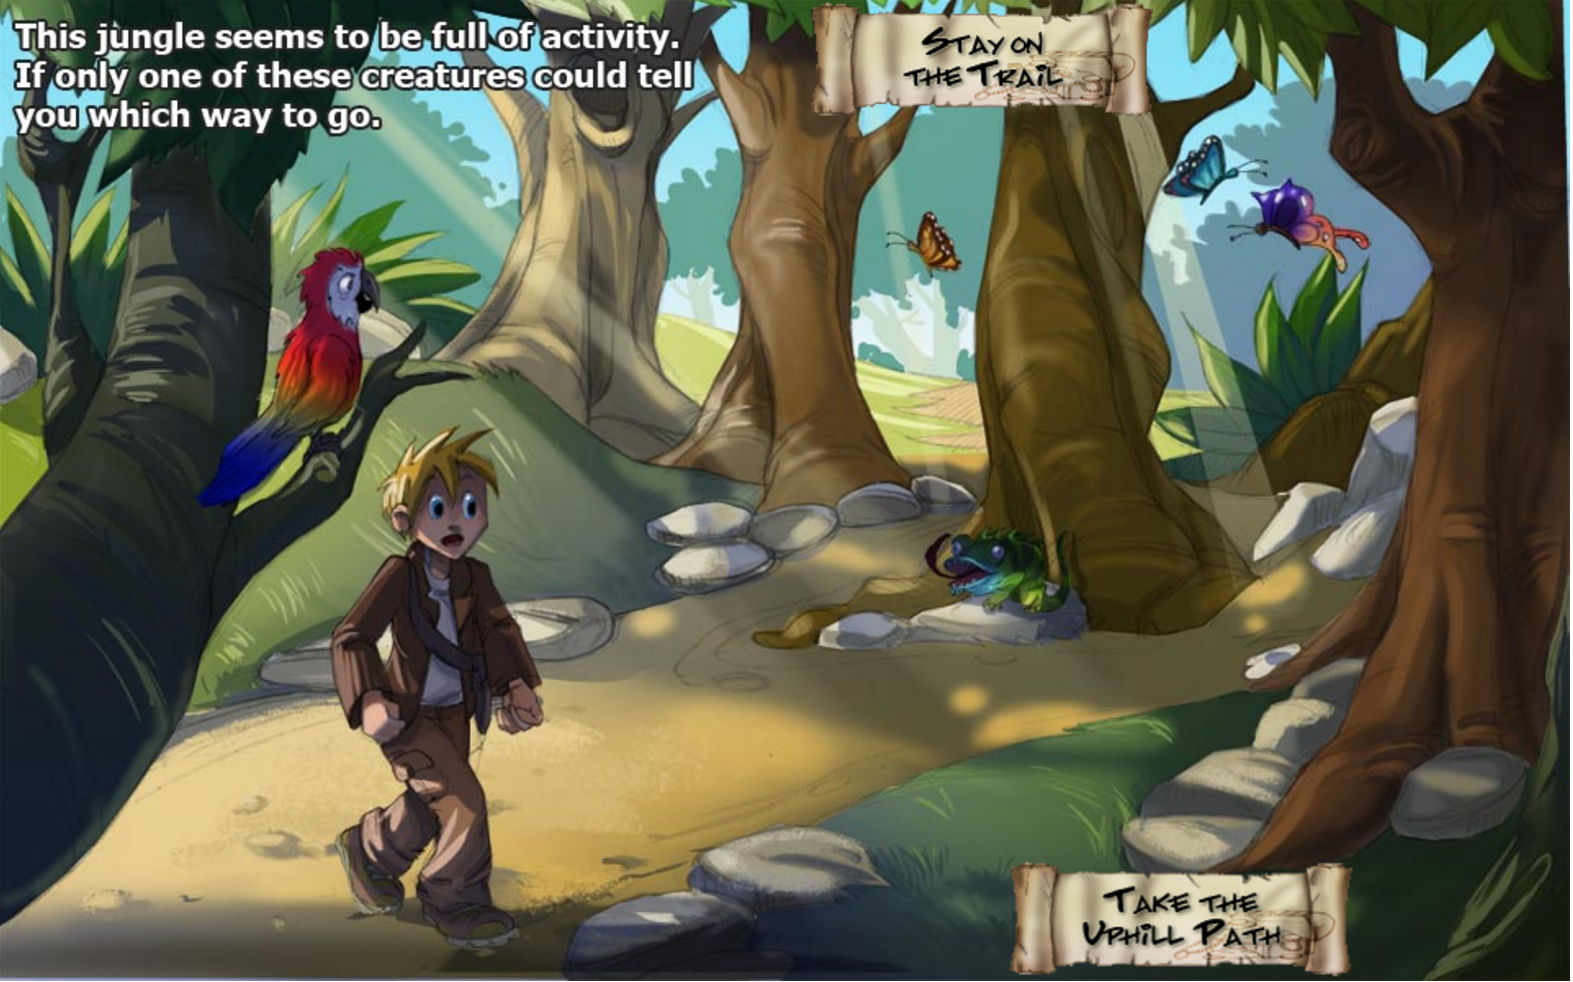 This jungle seems to be full of activity.
If only one of these creatures could tell
you which way to go.
STAY ON
THE TRAIL
TAKE THE
UPHILL PATH